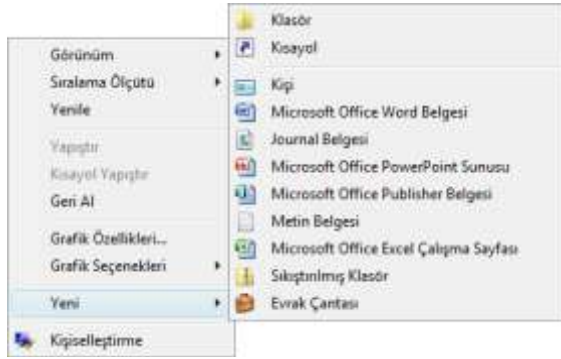 Görünüm
Sıralama Ölçütü
Yenile
Yapıştır
Kısayol Yapıştır
Geri Al
Grafik Özellikleri...
Grafik Seçenekleri
Yeni
Kişiselleştirme
Klasör
Kısayol
Kişi
Microsoft Office Word Belgesi
Journal Belgesi
Microsoft Office PowerPoint Sunusu
Microsoft Office Publisher Belgesi
Metin Belgesi
Microsoft Office Excel Çalışma Sayfası
Sıkıştırılmış Klasör
Evrak Çantası